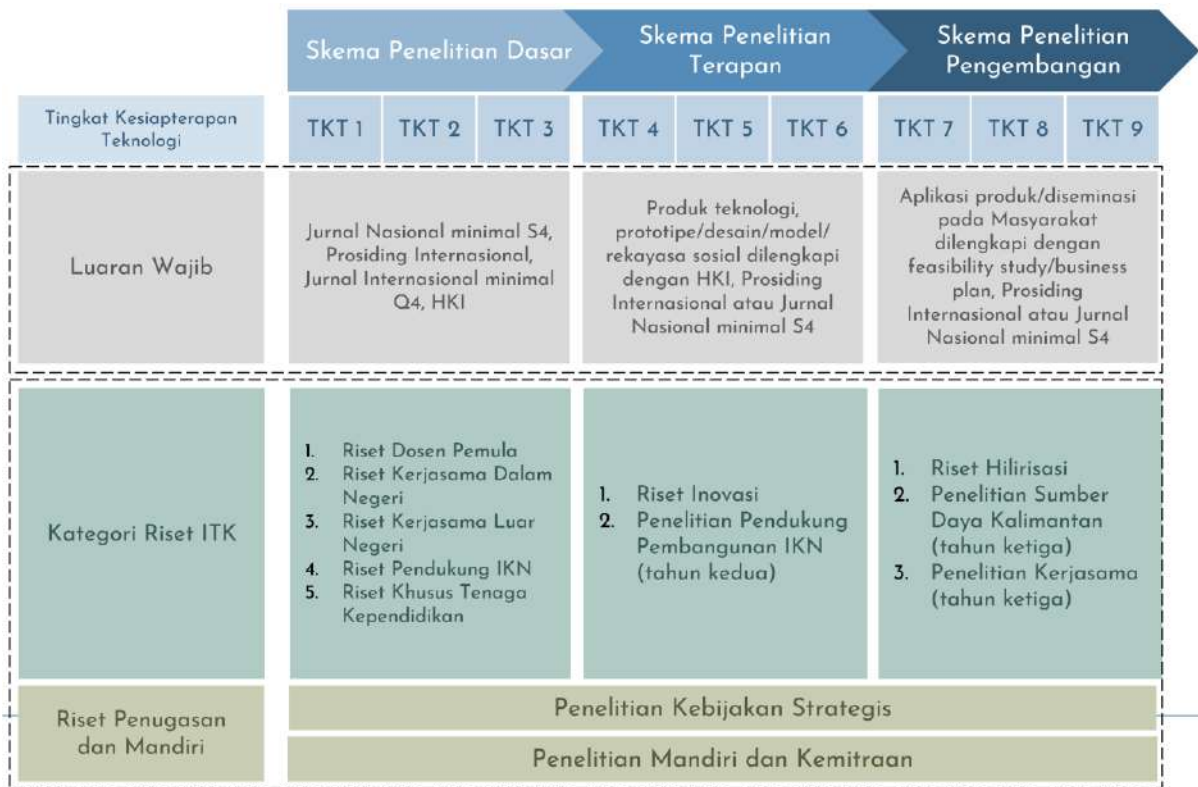 Skema Penelitian Dasar
Skema Penelitian
Terapan
Skema Penelitian
Pengembangan
Tingkat Kesiapterapan
Teknologi
TKT 1
TKT 2
TKT 3
TKT 4
TKT 5
TKT 6
TKT 7
TKT 8
TKT 9
Luaran Wajib
Jurnal Nasional minimal S4,
Prosiding Internasional,
Jurnal Internasional minimal
Q4, HKI
Produk teknologi,
prototipe/desain/model/
rekayasa sosial dilengkapi
dengan HKI, Prosiding
Internasional atau Jurnal
Nasional minimal S4
Aplikasi produk/diseminasi
pada Masyarakat
dilengkapi dengan
feasibility study/business
plan, Prosiding
Internasional atau Jurnal
Nasional minimal S4
Kategori Riset ITK
1. Riset Dosen Pemula
2. Riset Kerjasama Dalam
Negeri
3. Riset Kerjasama Luar
Negeri
4. Riset Pendukung IKN
5. Riset Khusus Tenaga
Kependidikan
1. Riset Inovasi
2. Penelitian Pendukung
Pembangunan IKN
(tahun kedua)
1. Riset Hilirisasi
2. Penelitian Sumber
Daya Kalimantan
(tahun ketiga)
3. Penelitian Kerjasama
(tahun ketiga)
Riset Penugasan
dan Mandiri
Penelitian Kebijakan Strategis
Penelitian Mandiri dan Kemitraan